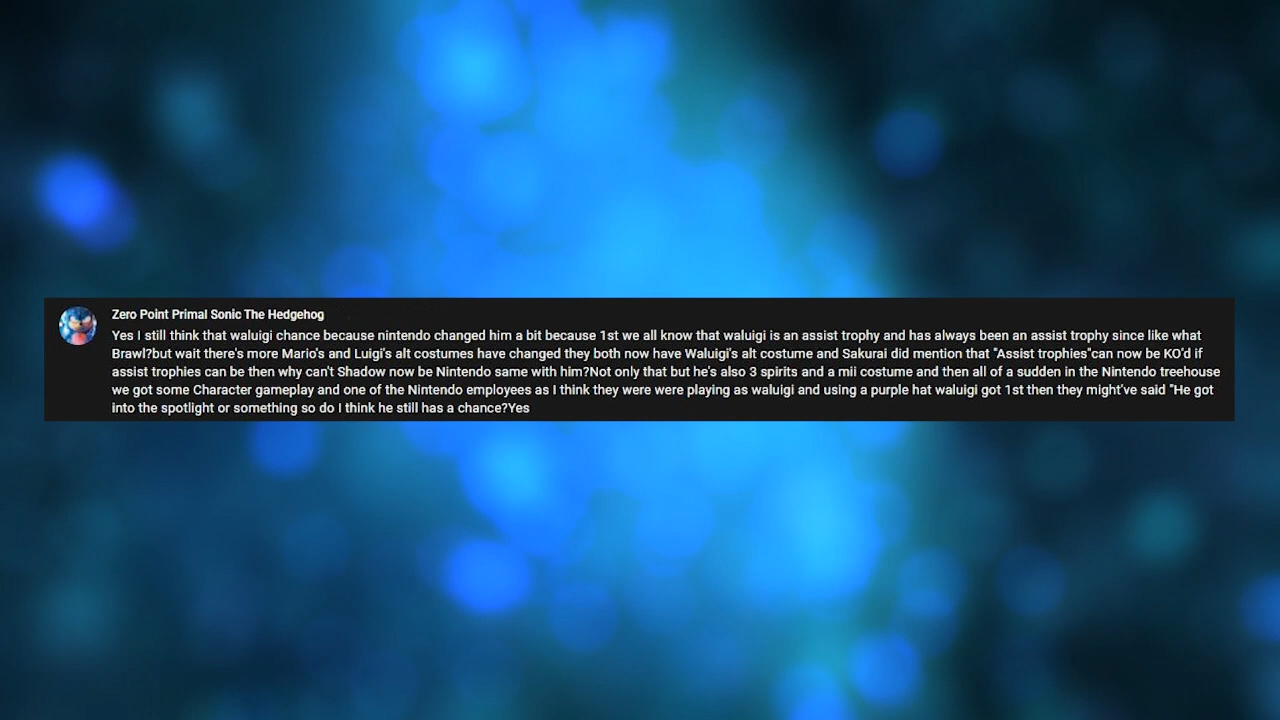 Zero Point Primal Sonic The Hedgehog
Yes I still think that waluigi chance because nintendo changed him a bit because 1st we all know that waluigi is an assist trophy and has always been an assist trophy since like what
Brawl?but wait there's more Mario's and Luigi's alt costumes have changed they both now have Waluigi's alt costume and Sakurai did mention that "Assist trophies"can now be KO'd if
assist trophies can be then why can't Shadow now be Nintendo same with him?Not only that but he's also 3 spirits and a mii costume and then all of a sudden in the Nintendo treehouse
we got some Character gameplay and one of the Nintendo employees as I think they were were playing as waluigi and using a purple hat waluigi got 1st then they might've said "He got
into the spotlight or something so do I think he still has a chance?Yes